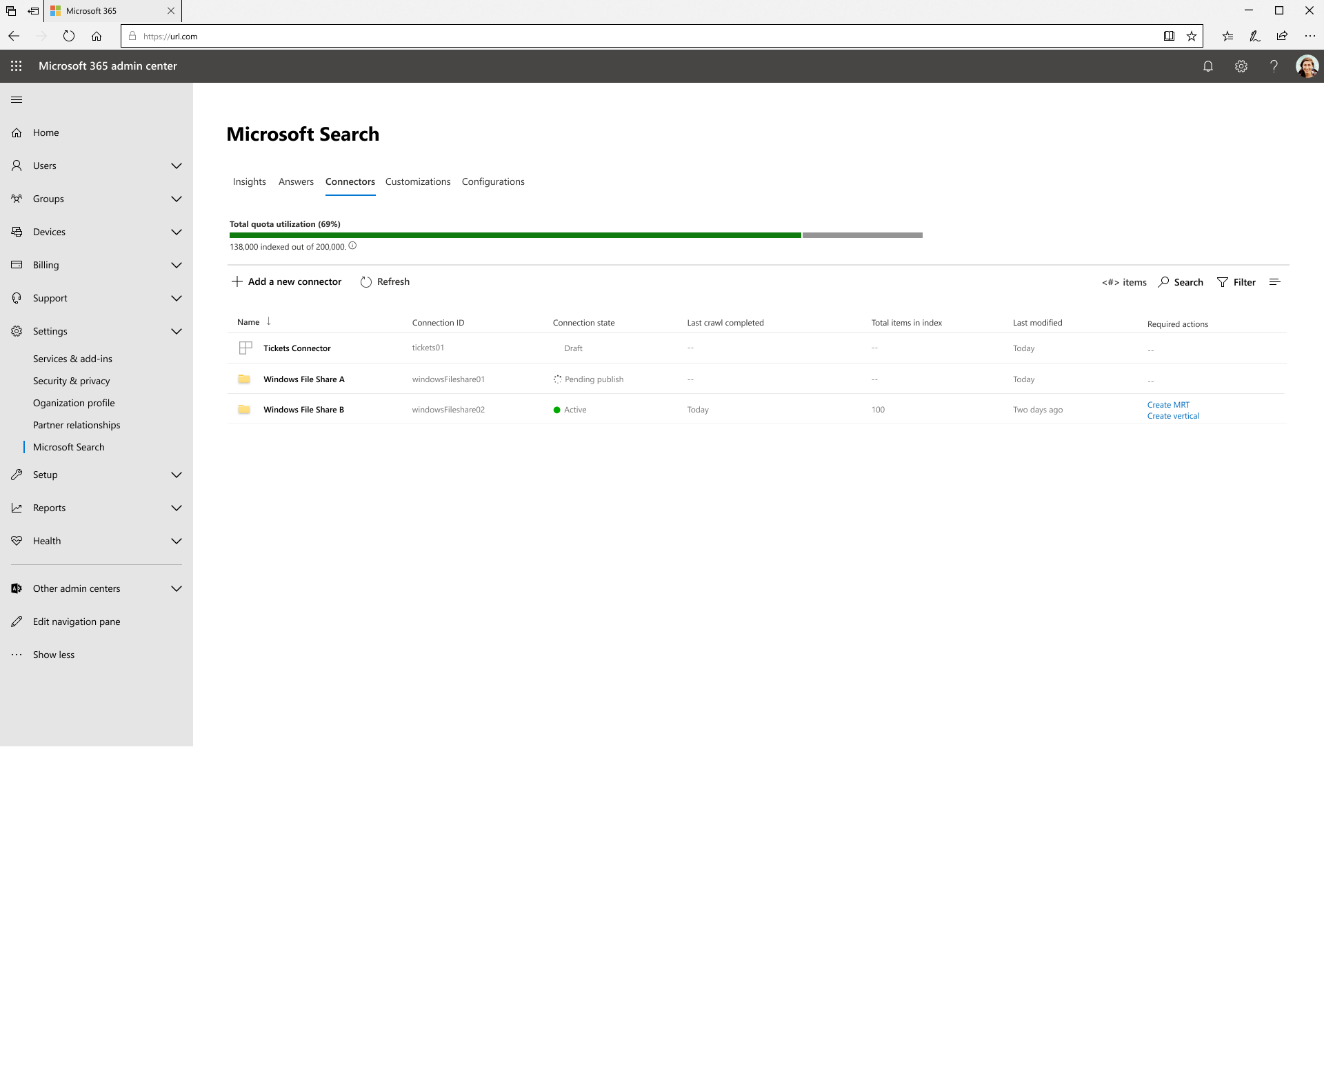 Microsoft 365
https://url.com
Microsoft 365 admin center
Home
Users
Groups
Devices
Billing
Support
Settings
Services & add-ins
Security & privacy
Oganization profile
Partner relationships
Microsoft Search
Setup
Reports
Health
Other admin centers
Edit navigation pane
Show less
Microsoft Search
Insights Answers Connectors Customizations Configurations
Total quota utilization (69%)
138,000 indexed out of 200,000.
Add a new connector Refresh <#> items Search Filter
Name Connection ID Connection state Last crawl completed Total items in index Last modified Required actions
Tickets Connector tickets01 Draft -- -- Today --
Windows File Share A windowsFileshare01 Pending publish -- -- Today --
Windows File Share B windowsFileshare02 Active Today 100 Two days ago Create MRT
Create vertical